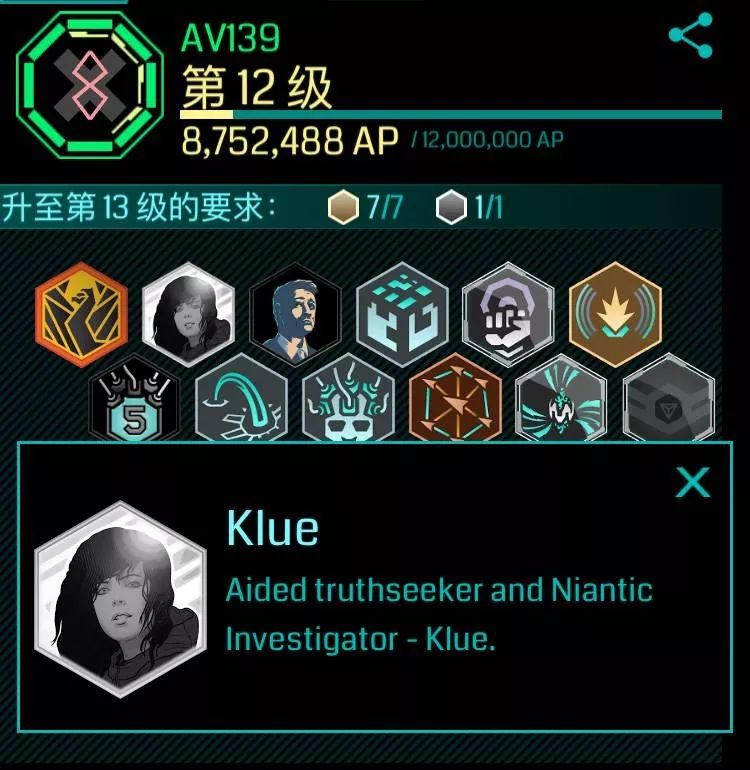 AV139
第 12 级
8,752,488 AP / 12,000,000 AP
升至第 13 级的要求： 7/7 1/1
5
Klue
Aided truthseeker and Niantic
Investigator - Klue.